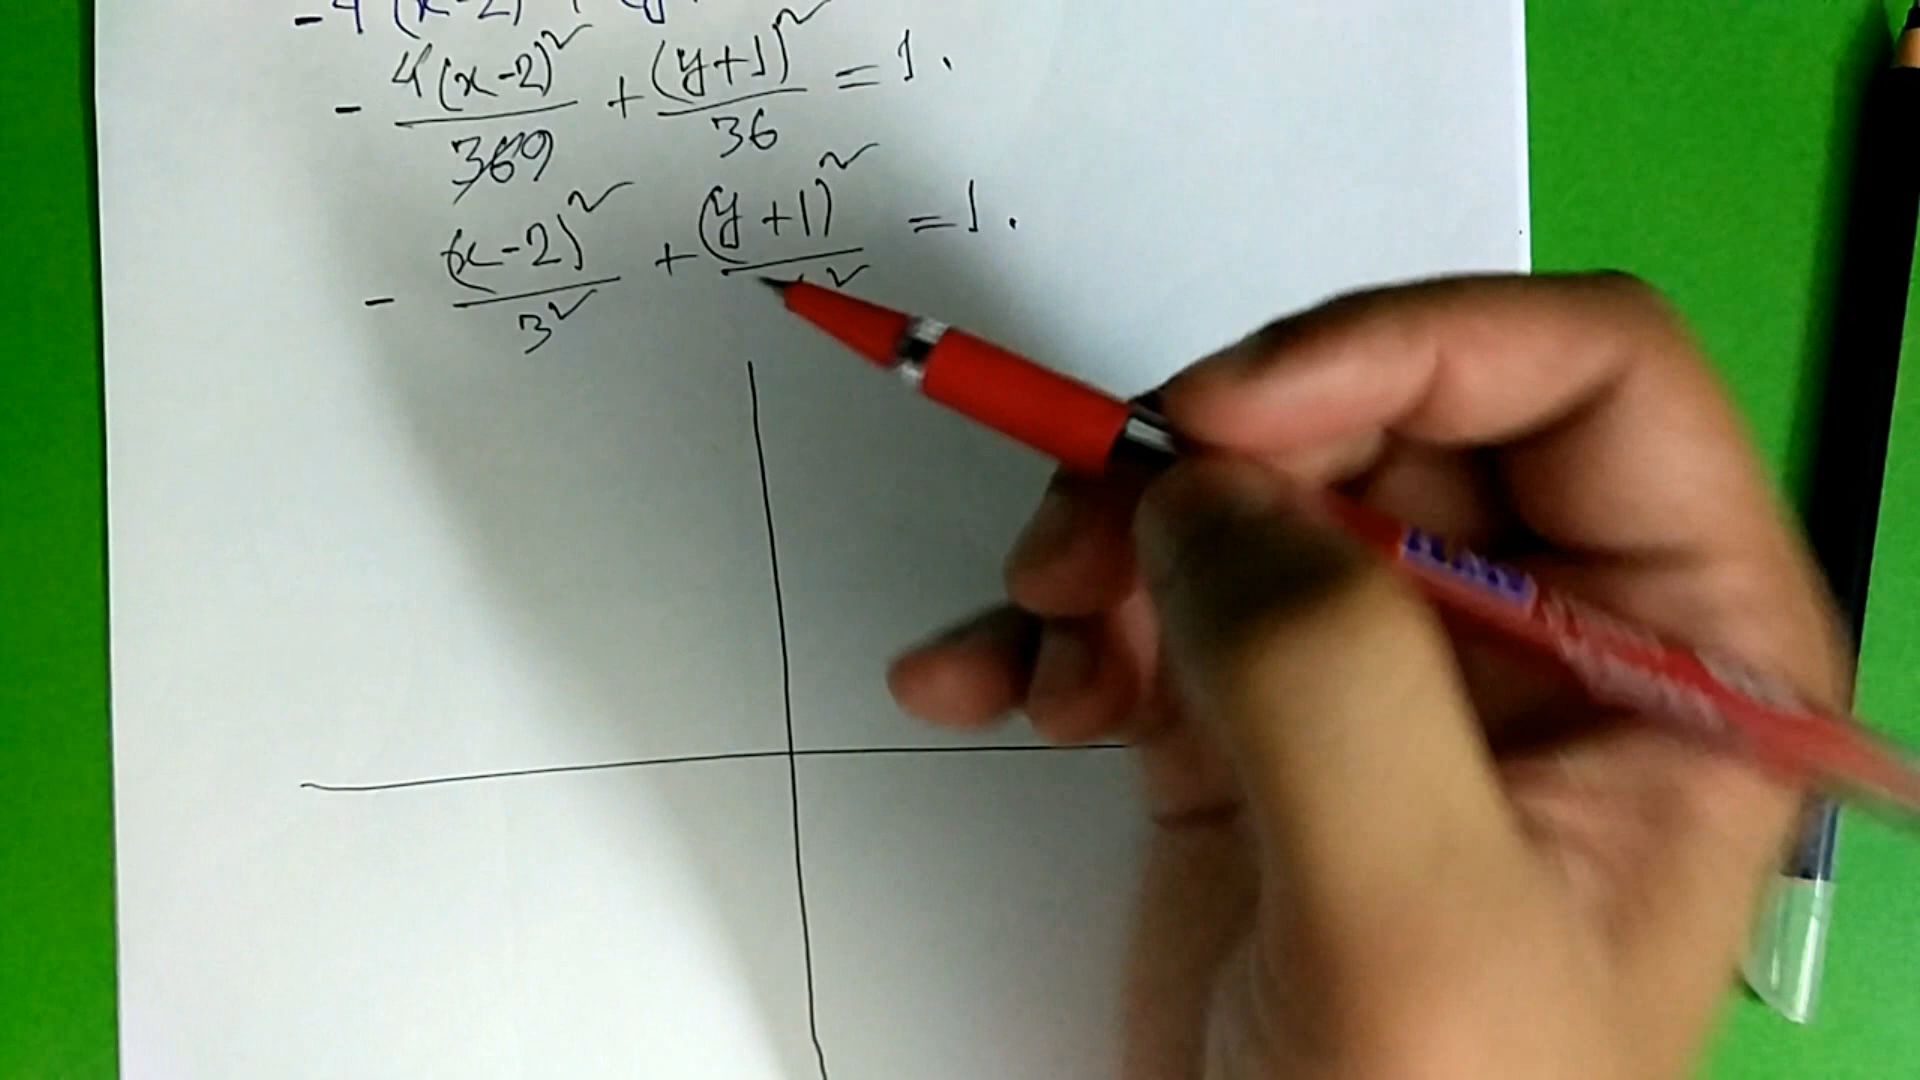 -4(x-2)² + (y
- 4(x-2)²/36 9 + (y+1)²/36 = 1.
- (x-2)²/3² + (y+1)²/ ² = 1.